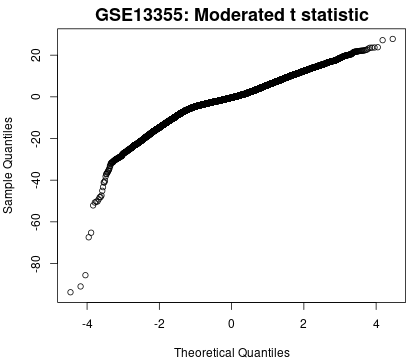 GSE13355: Moderated t statistic
20
0
-20
-40
-60
-80
Sample Quantiles
-4 -2 0 2 4
Theoretical Quantiles